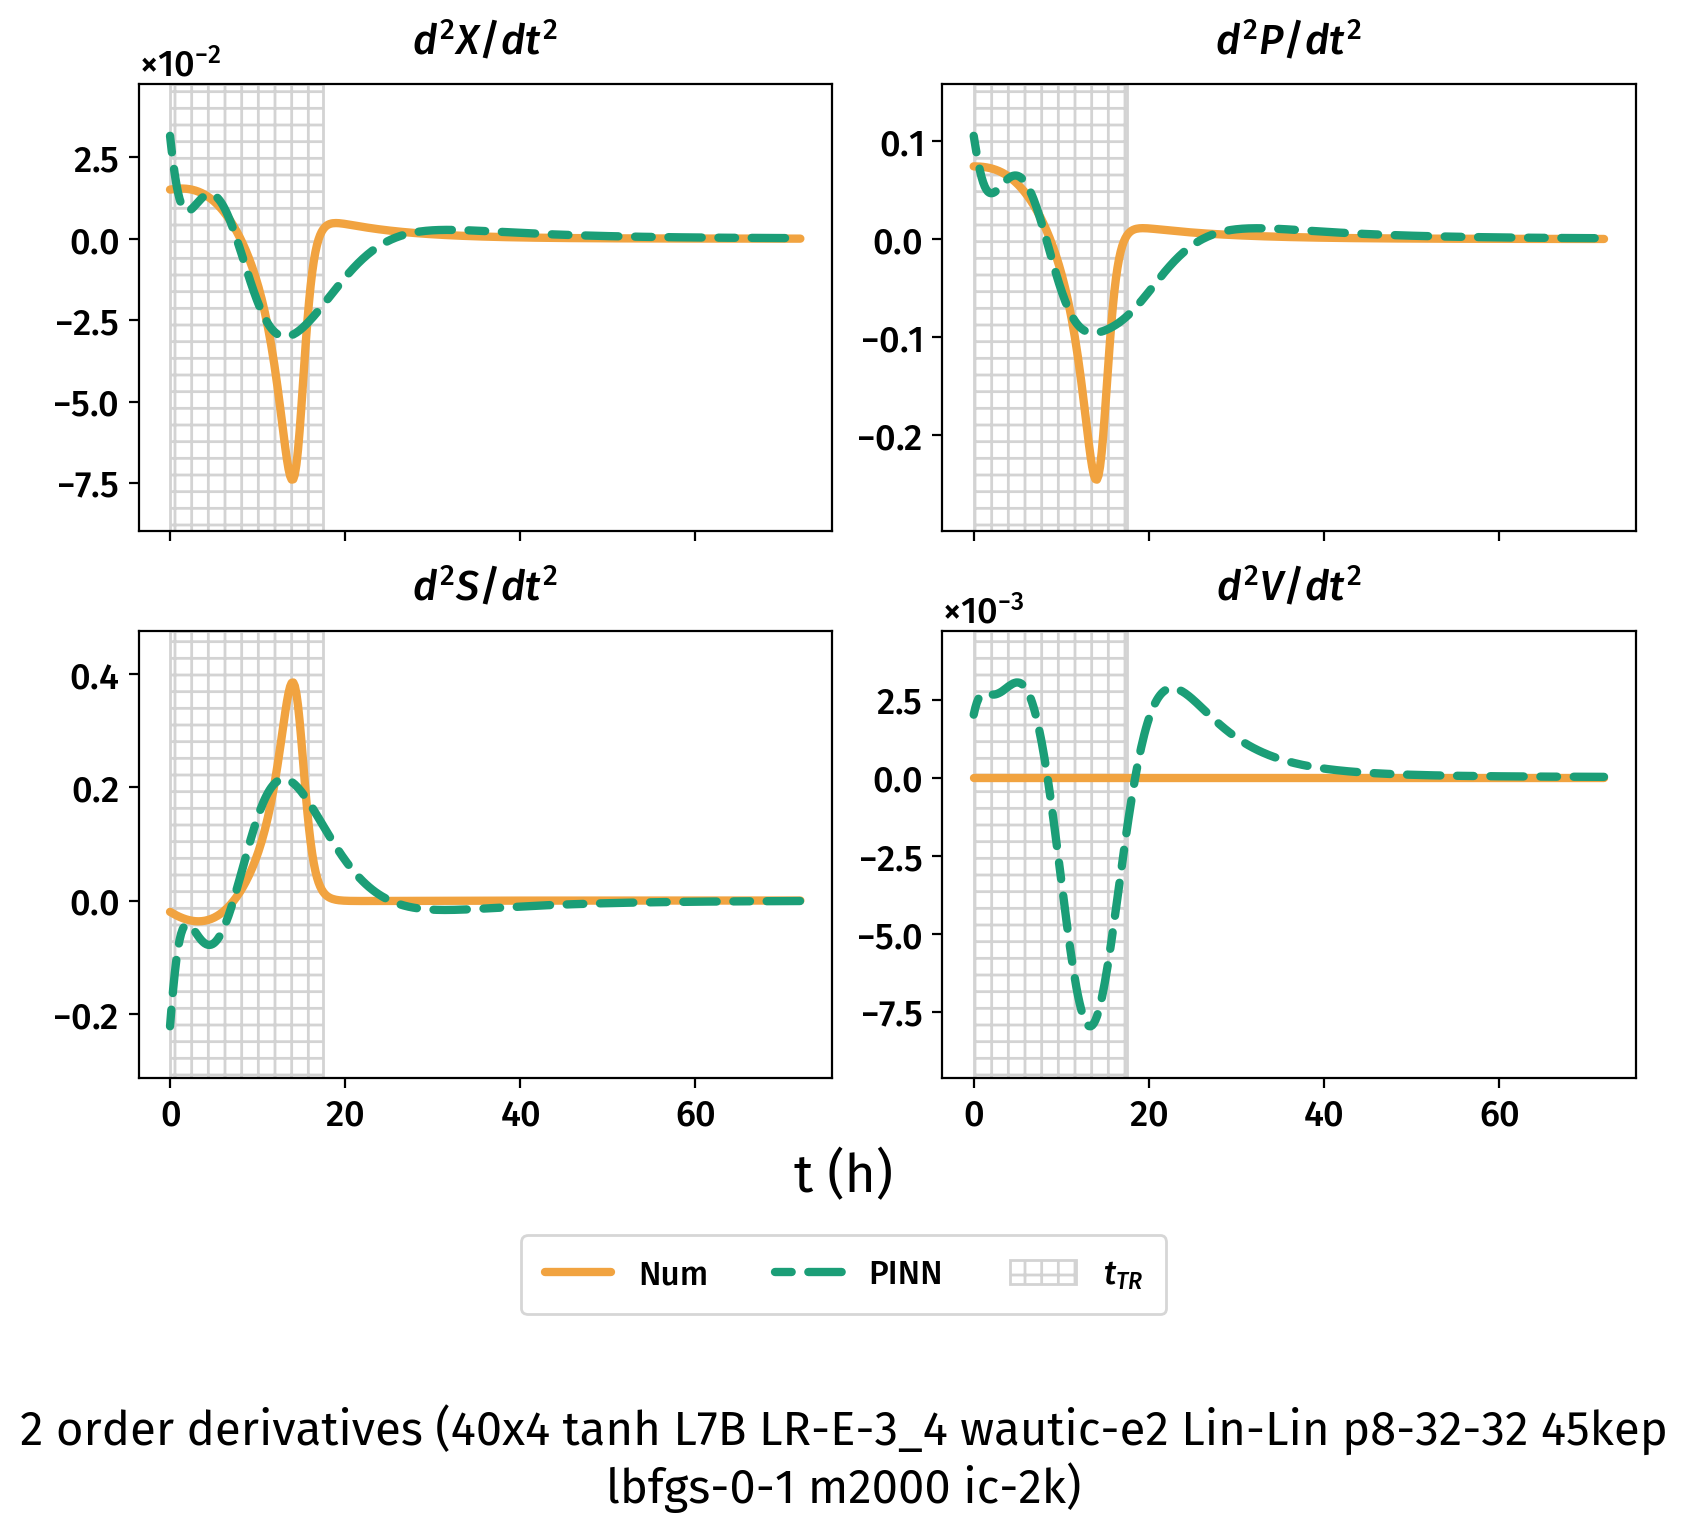 d²X/dt²
×10⁻²
2.5
0.0
−2.5
−5.0
−7.5
d²P/dt²
0.1
0.0
−0.1
−0.2
d²S/dt²
0.4
0.2
0.0
−0.2
0 20 40 60
d²V/dt²
×10⁻³
2.5
0.0
−2.5
−5.0
−7.5
0 20 40 60
t (h)
Num PINN t_TR
2 order derivatives (40x4 tanh L7B LR-E-3_4 wautic-e2 Lin-Lin p8-32-32 45kep
lbfgs-0-1 m2000 ic-2k)